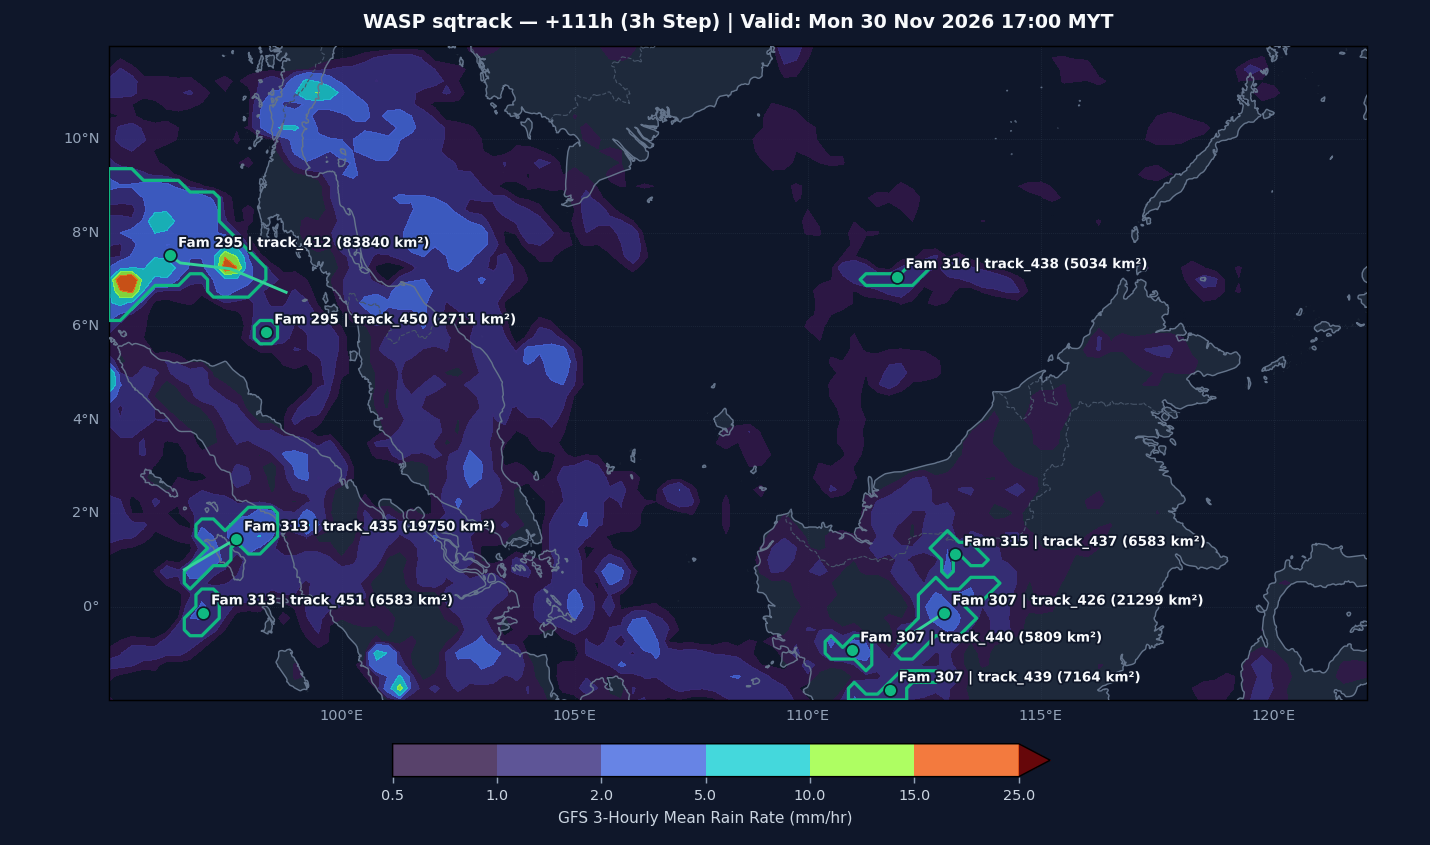 WASP sqtrack — +111h (3h Step) | Valid: Mon 30 Nov 2026 17:00 MYT
10°N
8°N
6°N
4°N
2°N
0°
Fam 295 | track_412 (83840 km²)
Fam 316 | track_438 (5034 km²)
Fam 295 | track_450 (2711 km²)
Fam 313 | track_435 (19750 km²)
Fam 315 | track_437 (6583 km²)
Fam 313 | track_451 (6583 km²)
Fam 307 | track_426 (21299 km²)
Fam 307 | track_440 (5809 km²)
Fam 307 | track_439 (7164 km²)
100°E 105°E 110°E 115°E 120°E
0.5 1.0 2.0 5.0 10.0 15.0 25.0
GFS 3-Hourly Mean Rain Rate (mm/hr)